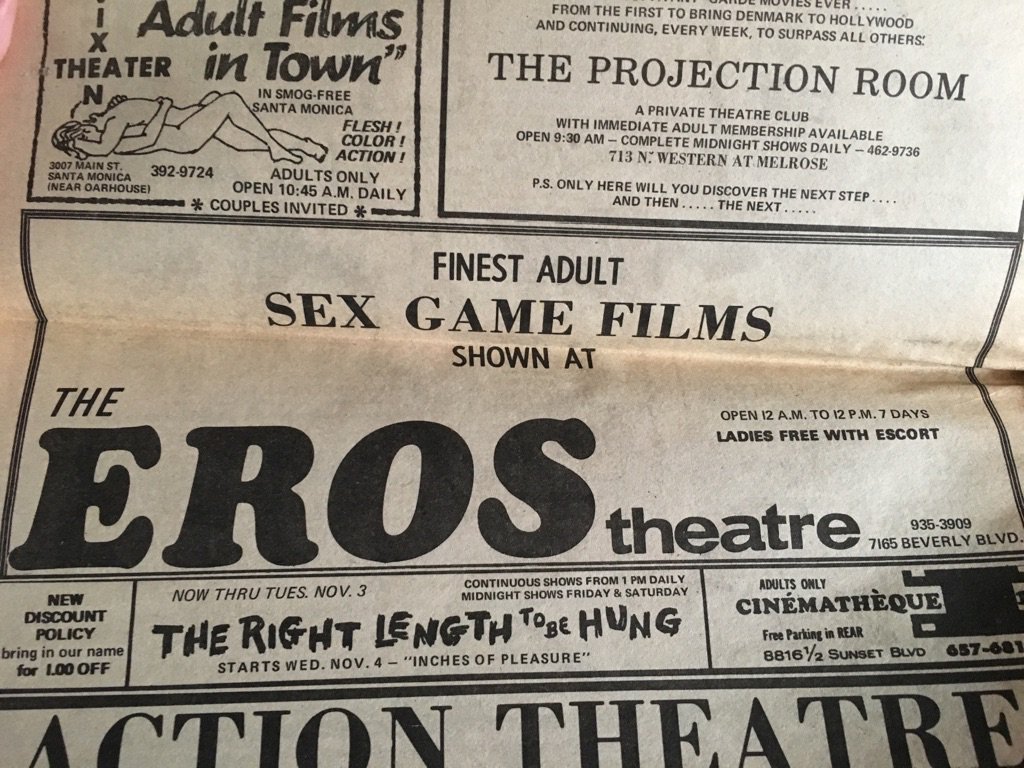 IXN
THEATER
Adult Films
in Town"
IN SMOG-FREE
SANTA MONICA
FLESH!
COLOR!
ACTION!
3007 MAIN ST.
SANTA MONICA
(NEAR OARHOUSE)
392-9724
ADULTS ONLY
OPEN 10:45 A.M. DAILY
* COUPLES INVITED *
GARDE MOVIES EVER .....
FROM THE FIRST TO BRING DENMARK TO HOLLYWOOD
AND CONTINUING, EVERY WEEK, TO SURPASS ALL OTHERS:
THE PROJECTION ROOM
A PRIVATE THEATRE CLUB
WITH IMMEDIATE ADULT MEMBERSHIP AVAILABLE
OPEN 9:30 AM – COMPLETE MIDNIGHT SHOWS DAILY – 462-9736
713 N. WESTERN AT MELROSE
P.S. ONLY HERE WILL YOU DISCOVER THE NEXT STEP ....
AND THEN ..... THE NEXT .....
FINEST ADULT
SEX GAME FILMS
SHOWN AT
THE
EROS theatre
OPEN 12 A.M. TO 12 P.M. 7 DAYS
LADIES FREE WITH ESCORT
935-3909
7165 BEVERLY BLVD.
NEW
DISCOUNT
POLICY
bring in our name
for 1.00 OFF
NOW THRU TUES. NOV. 3
CONTINUOUS SHOWS FROM 1 PM DAILY
MIDNIGHT SHOWS FRIDAY & SATURDAY
THE RIGHT LENGTH TO BE HUNG
STARTS WED. NOV. 4 – "INCHES OF PLEASURE"
ADULTS ONLY
CINÉMATHÈQUE
Free Parking in REAR
8816½ SUNSET BLVD 657-681
ACTION THEATRE